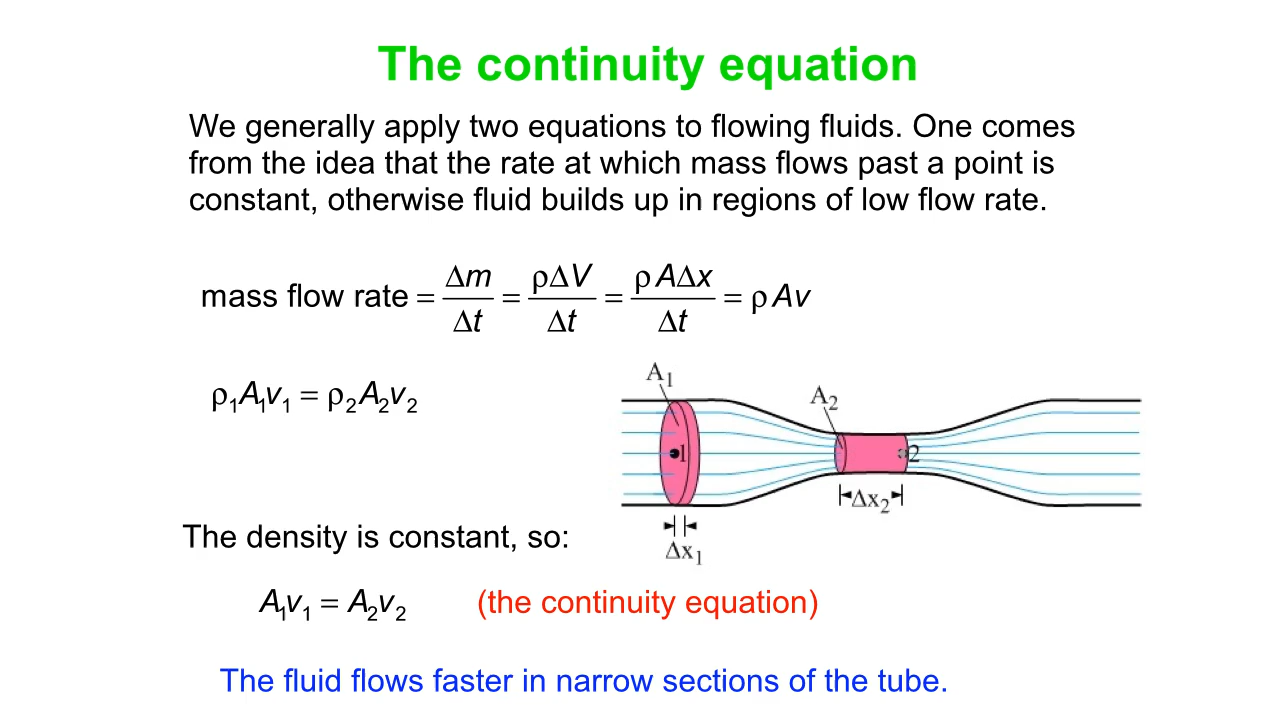 The continuity equation
We generally apply two equations to flowing fluids. One comes
from the idea that the rate at which mass flows past a point is
constant, otherwise fluid builds up in regions of low flow rate.
mass flow rate = Δm/Δt = ρΔV/Δt = ρAΔx/Δt = ρAv
ρ₁A₁v₁ = ρ₂A₂v₂
A₁
A₂
1
2
Δx₂
Δx₁
The density is constant, so:
A₁v₁ = A₂v₂ (the continuity equation)
The fluid flows faster in narrow sections of the tube.